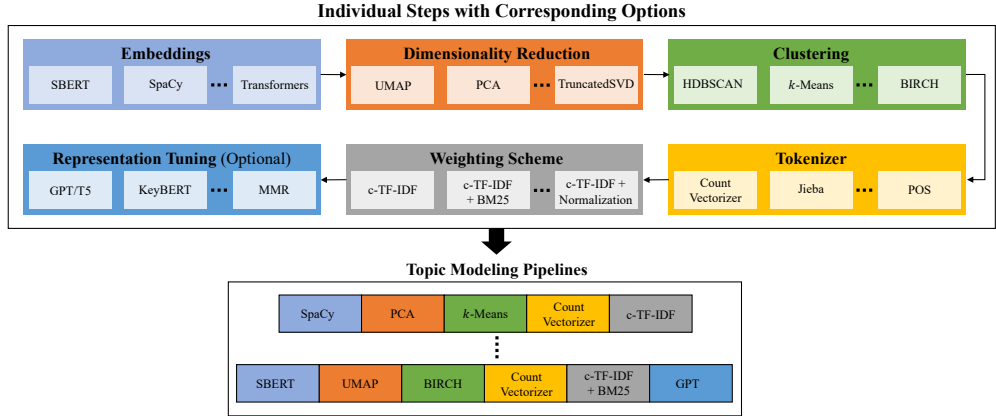 Individual Steps with Corresponding Options
Embeddings
SBERT
SpaCy
...
Transformers
Dimensionality Reduction
UMAP
PCA
...
TruncatedSVD
Clustering
HDBSCAN
k-Means
...
BIRCH
Tokenizer
Count
Vectorizer
Jieba
...
POS
Weighting Scheme
c-TF-IDF
c-TF-IDF
+ BM25
...
c-TF-IDF +
Normalization
Representation Tuning (Optional)
GPT/T5
KeyBERT
...
MMR
Topic Modeling Pipelines
SpaCy
PCA
k-Means
Count
Vectorizer
c-TF-IDF
SBERT
UMAP
BIRCH
Count
Vectorizer
c-TF-IDF
+ BM25
GPT